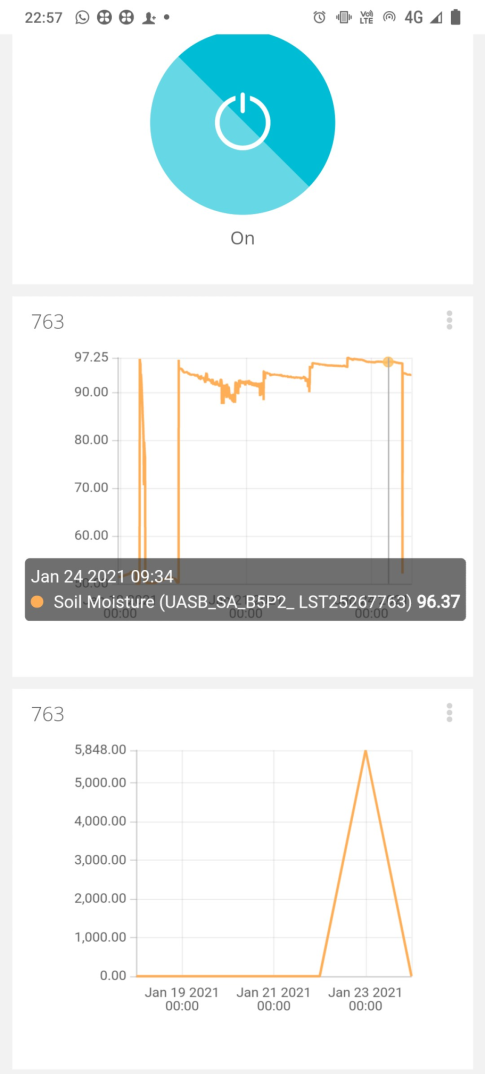 22:57
Voll LTE 4G
On
763
97.25
90.00
80.00
70.00
60.00
Jan 24 2021 09:34
Soil Moisture (UASB_SA_B5P2_ LST25267763) 96.37
00:00 00:00 00:00
763
5,848.00
5,000.00
4,000.00
3,000.00
2,000.00
1,000.00
0.00
Jan 19 2021 Jan 21 2021 Jan 23 2021
00:00 00:00 00:00